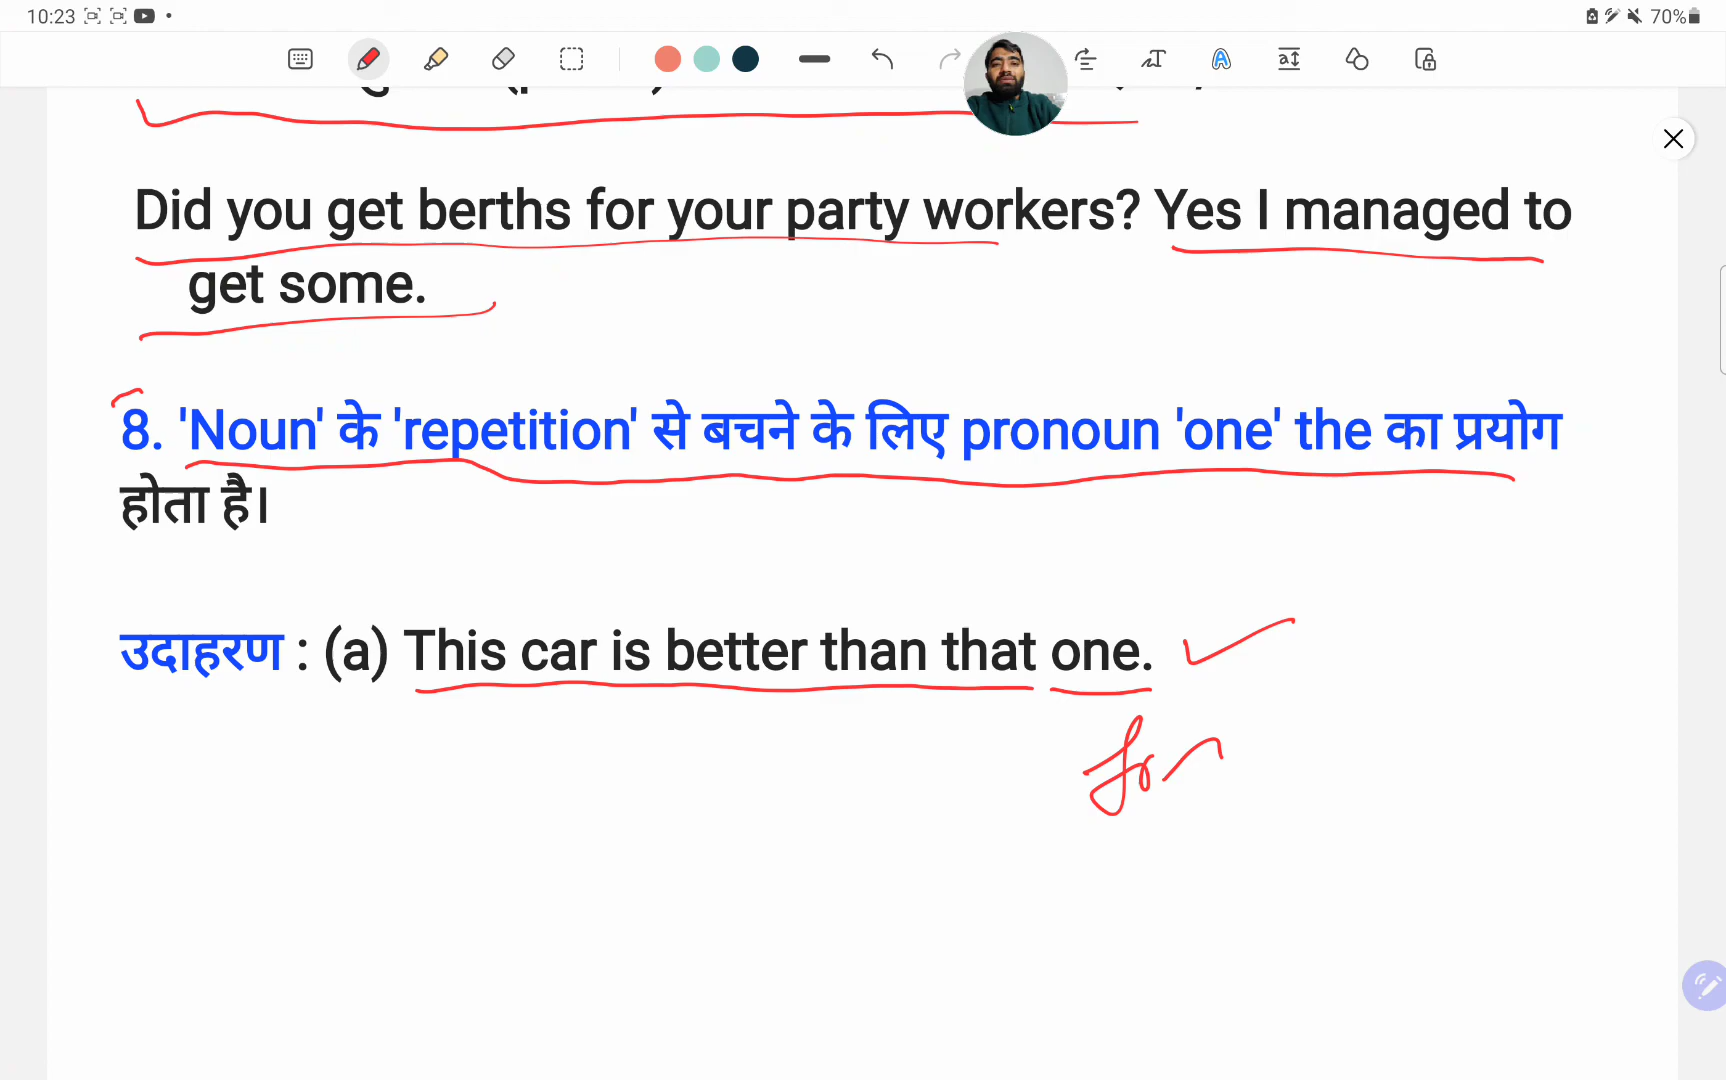 10:23
70%
Did you get berths for your party workers? Yes I managed to
get some.
8. 'Noun' के 'repetition' से बचने के लिए pronoun 'one' the का प्रयोग
होता है।
उदाहरण : (a) This car is better than that one.